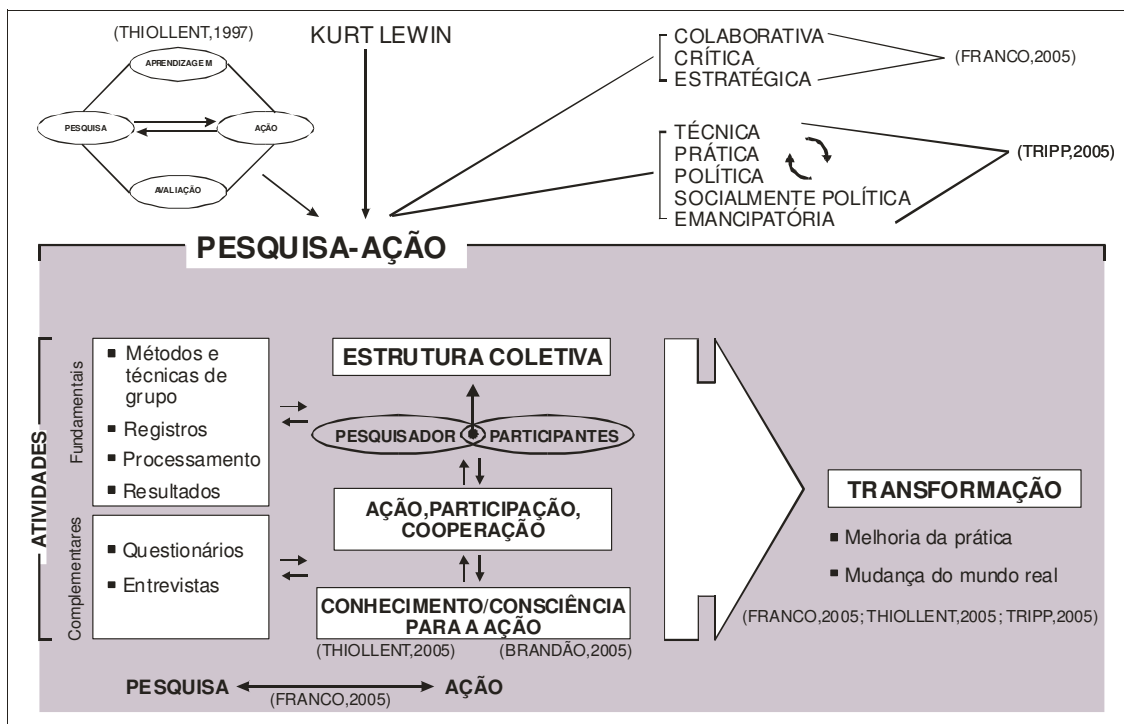 (THIOLLENT,1997)
APRENDIZAGEM
PESQUISA
AÇÃO
AVALIAÇÃO
KURT LEWIN
COLABORATIVA
CRÍTICA
ESTRATÉGICA
(FRANCO,2005)
TÉCNICA
PRÁTICA
POLÍTICA
SOCIALMENTE POLÍTICA
EMANCIPATÓRIA
(TRIPP,2005)
PESQUISA-AÇÃO
ATIVIDADES
Fundamentais
▪ Métodos e
técnicas de
grupo
▪ Registros
▪ Processamento
▪ Resultados
Complementares
▪ Questionários
▪ Entrevistas
ESTRUTURA COLETIVA
PESQUISADOR
PARTICIPANTES
AÇÃO,PARTICIPAÇÃO,
COOPERAÇÃO
CONHECIMENTO/CONSCIÊNCIA
PARA A AÇÃO
(THIOLLENT,2005) (BRANDÃO,2005)
PESQUISA
AÇÃO
(FRANCO,2005)
TRANSFORMAÇÃO
▪ Melhoria da prática
▪ Mudança do mundo real
(FRANCO,2005; THIOLLENT,2005; TRIPP,2005)